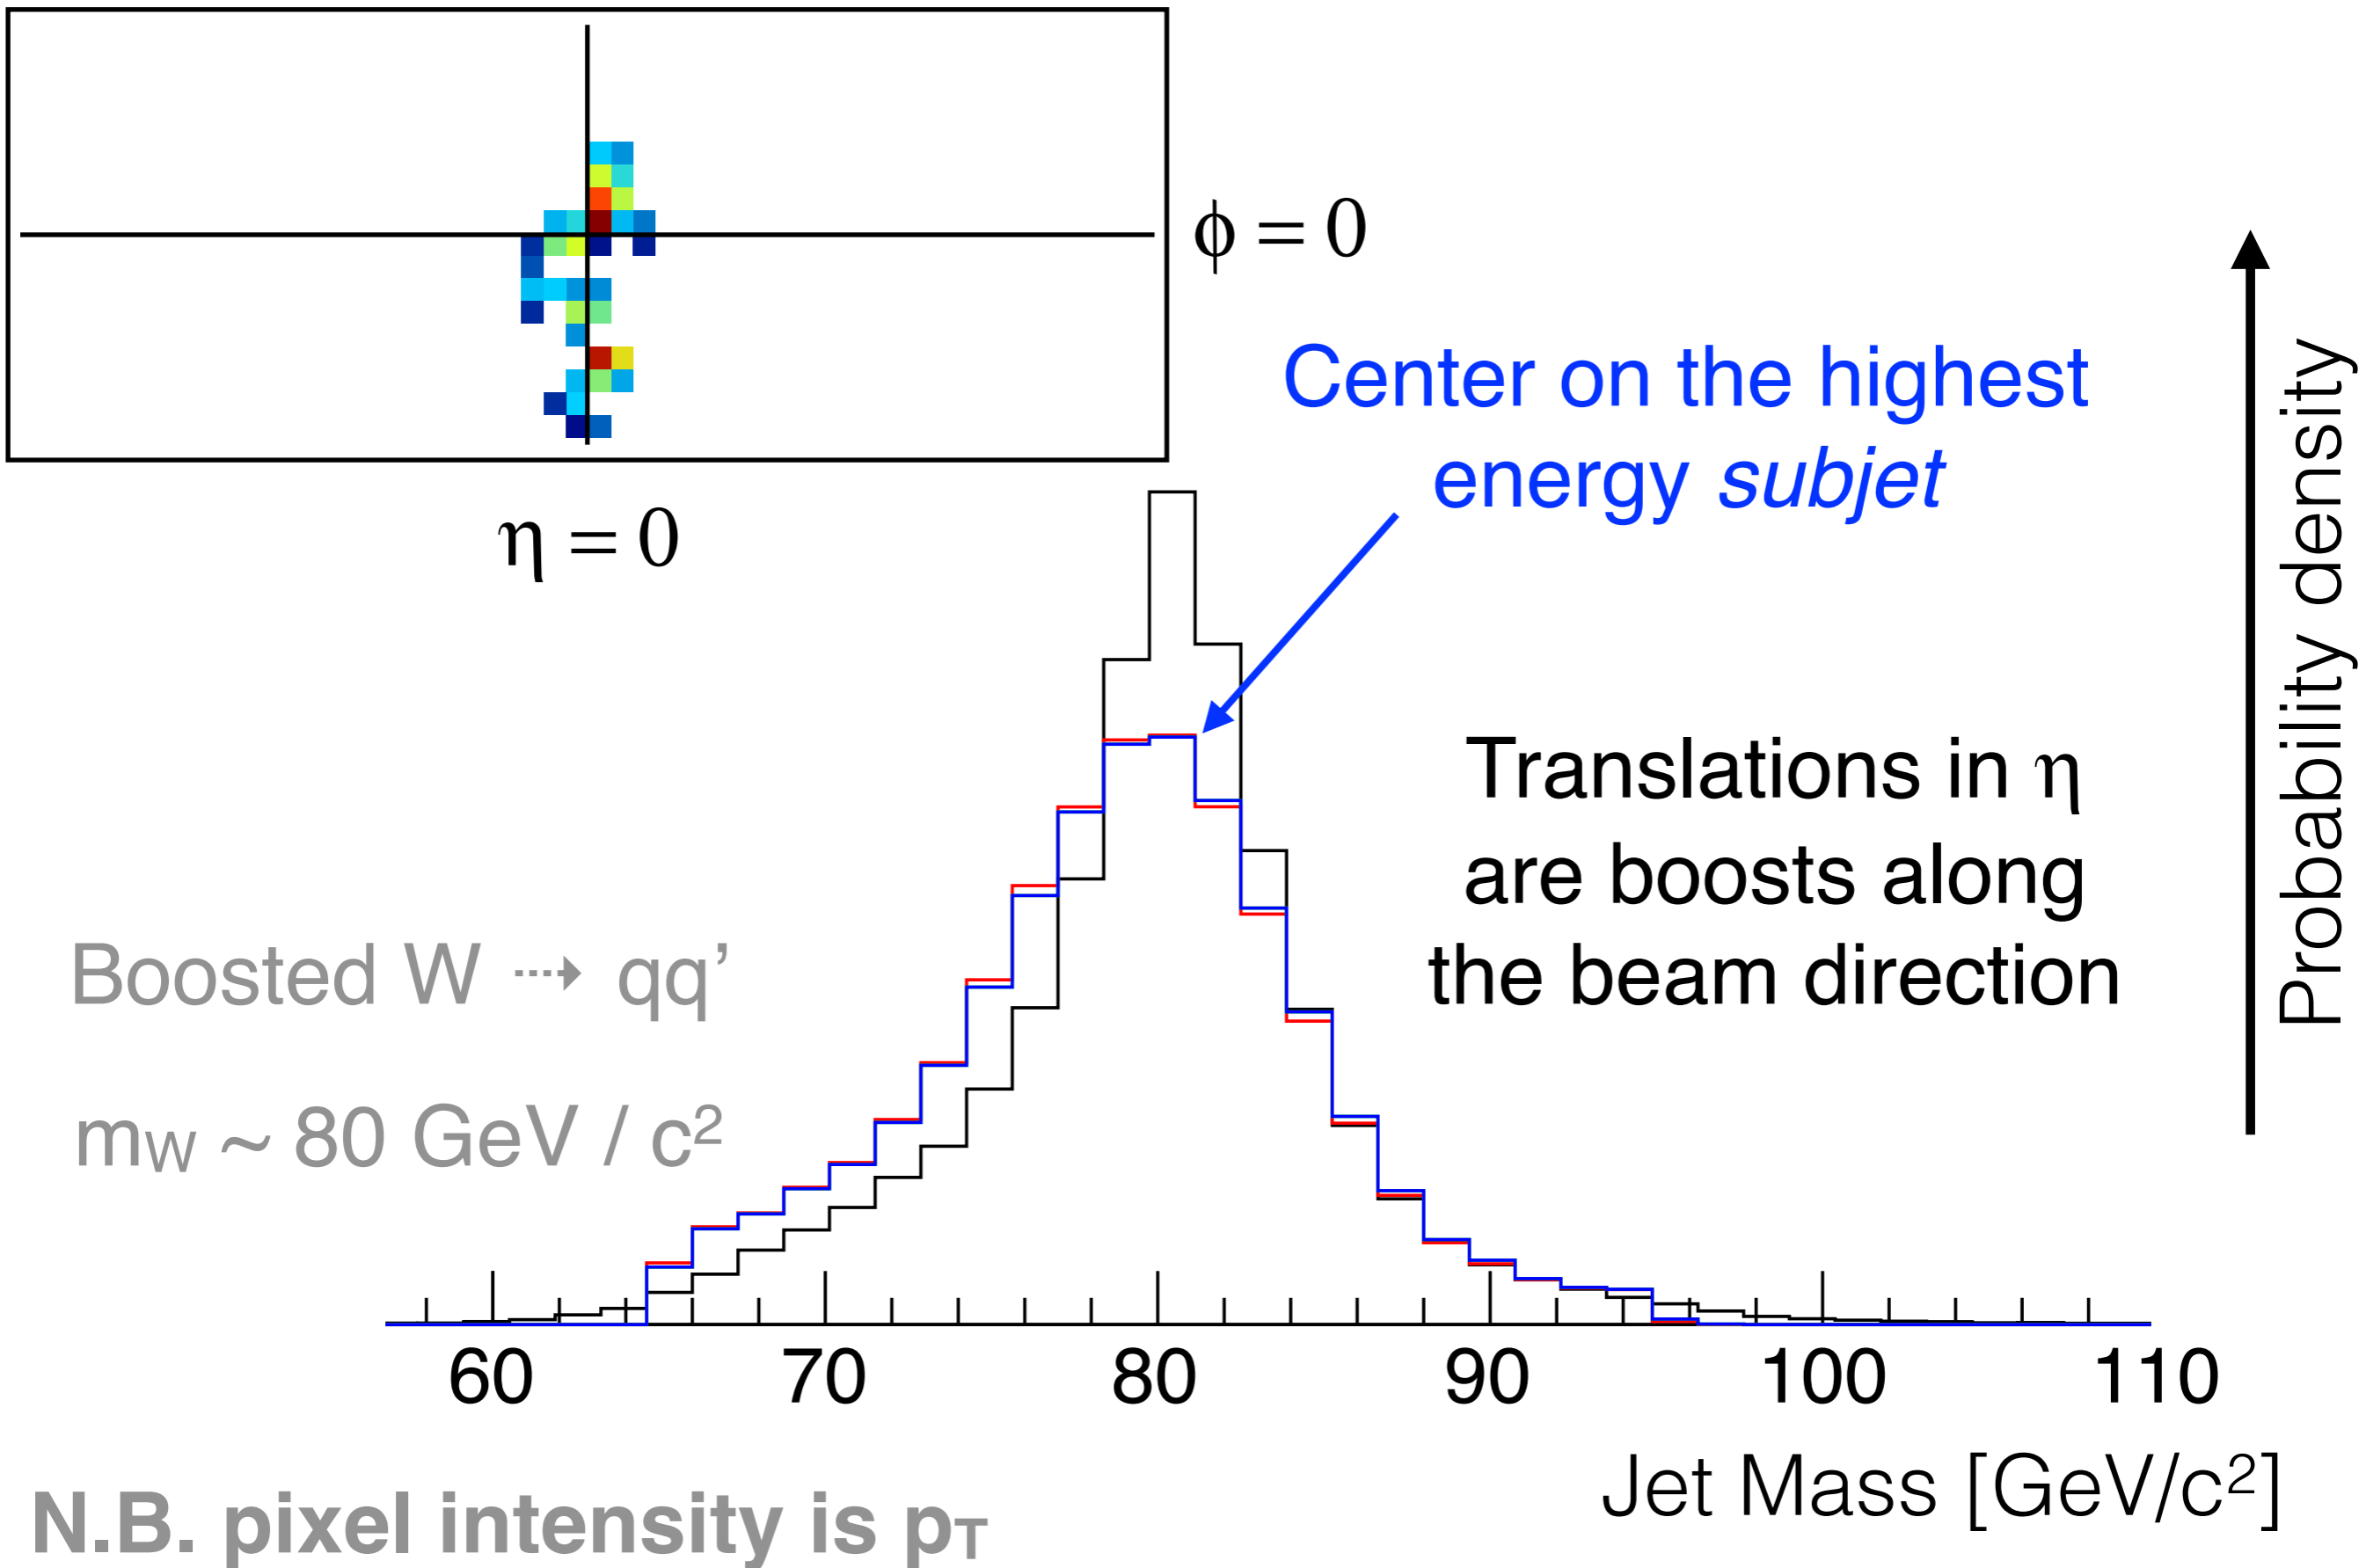 ϕ = 0
η = 0
Center on the highest
energy subjet
Probability density
Translations in η
are boosts along
the beam direction
Boosted W ⇢ qq’
mW ~ 80 GeV / c²
60 70 80 90 100 110
Jet Mass [GeV/c²]
N.B. pixel intensity is pT